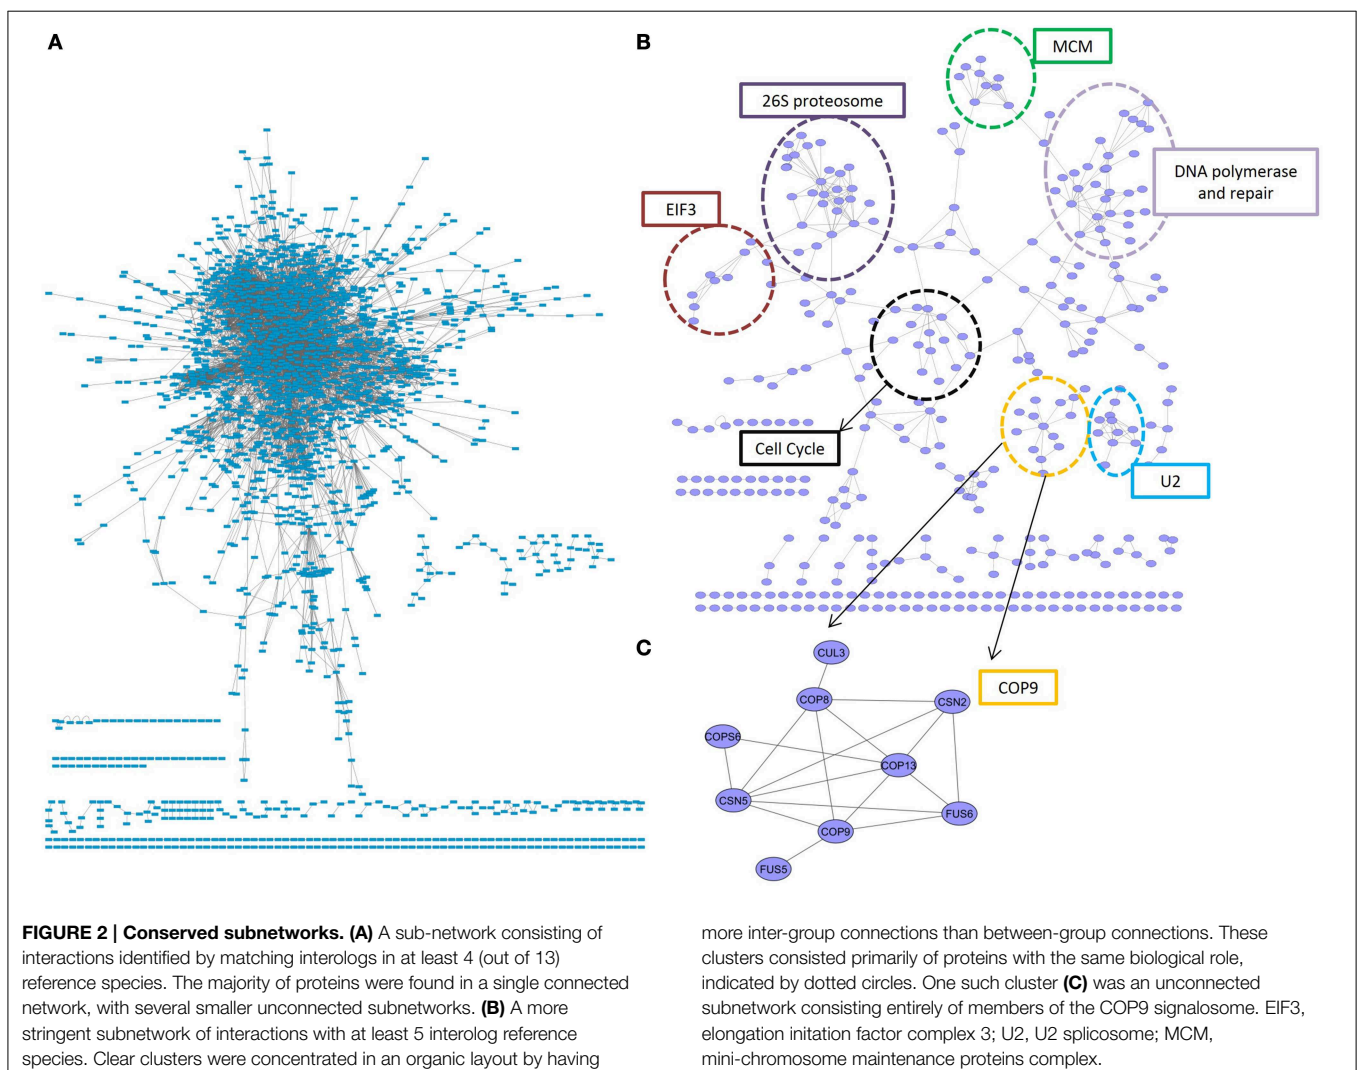 A
B
MCM
26S proteosome
DNA polymerase
and repair
EIF3
Cell Cycle
U2
C
CUL3
COP8
CSN2
COP9
COPS6
COP13
CSN5
FUS6
COP9
FUS5
FIGURE 2 | Conserved subnetworks. (A) A sub-network consisting of
interactions identified by matching interologs in at least 4 (out of 13)
reference species. The majority of proteins were found in a single connected
network, with several smaller unconnected subnetworks. (B) A more
stringent subnetwork of interactions with at least 5 interolog reference
species. Clear clusters were concentrated in an organic layout by having
more inter-group connections than between-group connections. These
clusters consisted primarily of proteins with the same biological role,
indicated by dotted circles. One such cluster (C) was an unconnected
subnetwork consisting entirely of members of the COP9 signalosome. EIF3,
elongation initation factor complex 3; U2, U2 splicosome; MCM,
mini-chromosome maintenance proteins complex.